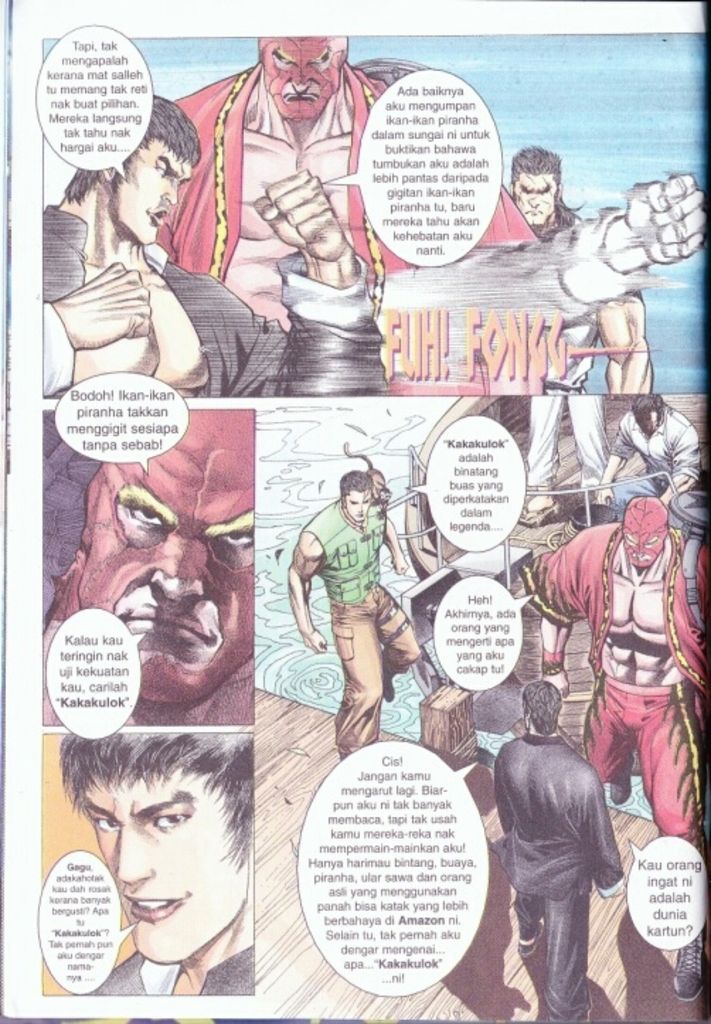 Tapi, tak
mengapalah
kerana mat salleh
tu memang tak reti
nak buat pilihan.
Mereka langsung
tak tahu nak
hargai aku....
Ada baiknya
aku mengumpan
ikan-ikan piranha
dalam sungai ni untuk
buktikan bahawa
tumbukan aku adalah
lebih pantas daripada
gigitan ikan-ikan
piranha tu, baru
mereka tahu akan
kehebatan aku
nanti.
FUH! FONGG
Bodoh! Ikan-ikan
piranha takkan
menggigit sesiapa
tanpa sebab!
Kalau kau
teringin nak
uji kekuatan
kau, carilah
"Kakakulok".
"Kakakulok"
adalah
binatang
buas yang
diperkatakan
dalam
legenda....
Heh!
Akhirnya, ada
orang yang
mengerti apa
yang aku
cakap tu!
Gagu,
adakahotak
kau dah rosak
kerana banyak
bergusti? Apa
tu
"Kakakulok"?
Tak pernah pun
aku dengar
nama-
nya ....
Cis!
Jangan kamu
mengarut lagi. Biar-
pun aku ni tak banyak
membaca, tapi tak usah
kamu mereka-reka nak
mempermain-mainkan aku!
Hanya harimau bintang, buaya,
piranha, ular sawa dan orang
asli yang menggunakan
panah bisa katak yang lebih
berbahaya di Amazon ni.
Selain tu, tak pernah aku
dengar mengenai...
apa..."Kakakulok"
...ni!
Kau orang
ingat ni
adalah
dunia
kartun?